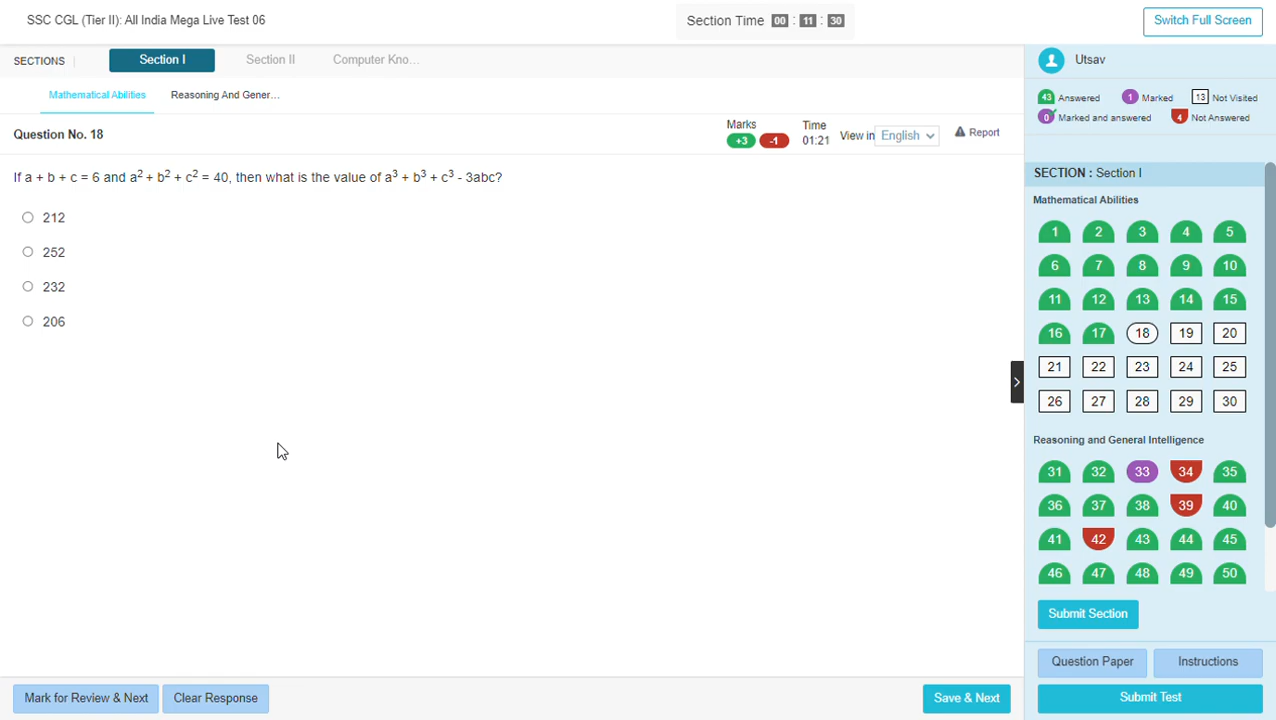 SSC CGL (Tier II): All India Mega Live Test 06
Section Time 00 : 11 : 30
Switch Full Screen
SECTIONS
Section I
Section II
Computer Kno...
Utsav
Mathematical Abilities
Reasoning And Gener...
43 Answered
1 Marked
13 Not Visited
0 Marked and answered
4 Not Answered
Question No. 18
Marks
+3 -1
Time
01:21
View in English
Report
If a + b + c = 6 and a² + b² + c² = 40, then what is the value of a³ + b³ + c³ - 3abc?
212
252
232
206
SECTION : Section I
Mathematical Abilities
1 2 3 4 5
6 7 8 9 10
11 12 13 14 15
16 17 18 19 20
21 22 23 24 25
26 27 28 29 30
Reasoning and General Intelligence
31 32 33 34 35
36 37 38 39 40
41 42 43 44 45
46 47 48 49 50
Submit Section
Question Paper
Instructions
Mark for Review & Next
Clear Response
Save & Next
Submit Test